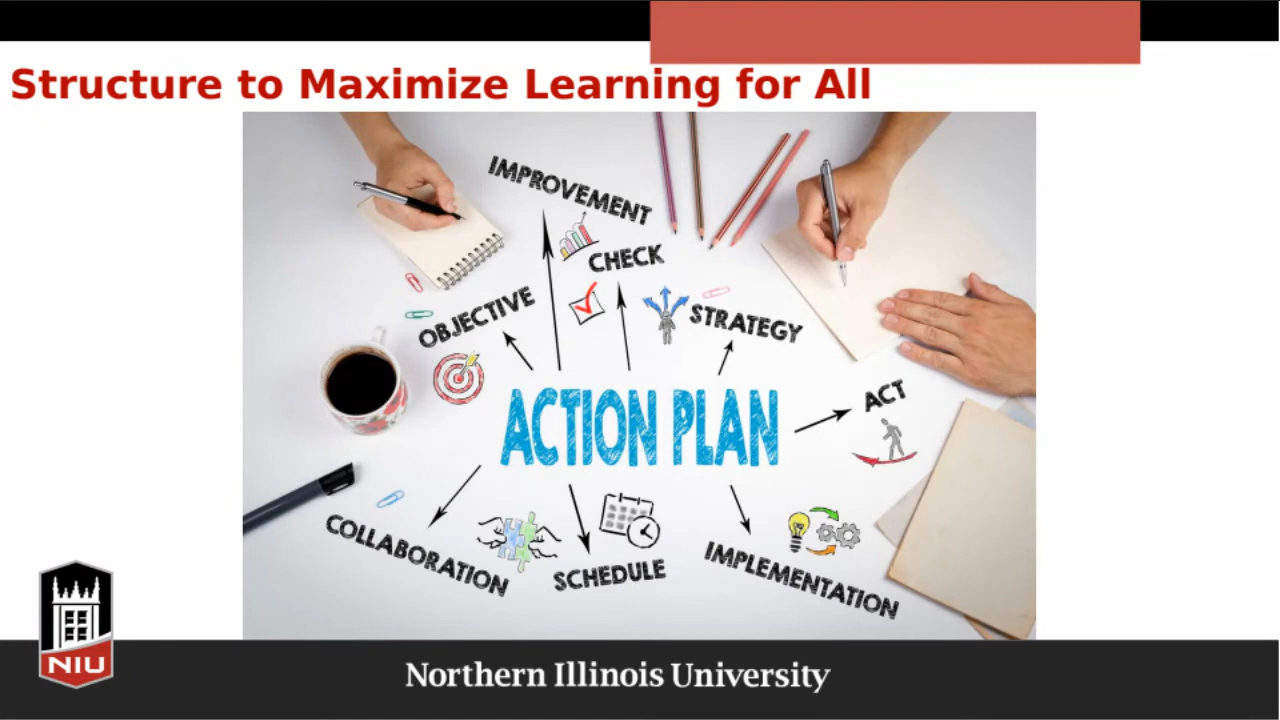 Structure to Maximize Learning for All
IMPROVEMENT
CHECK
OBJECTIVE
STRATEGY
ACTION PLAN
ACT
COLLABORATION
SCHEDULE
IMPLEMENTATION
NIU
Northern Illinois University